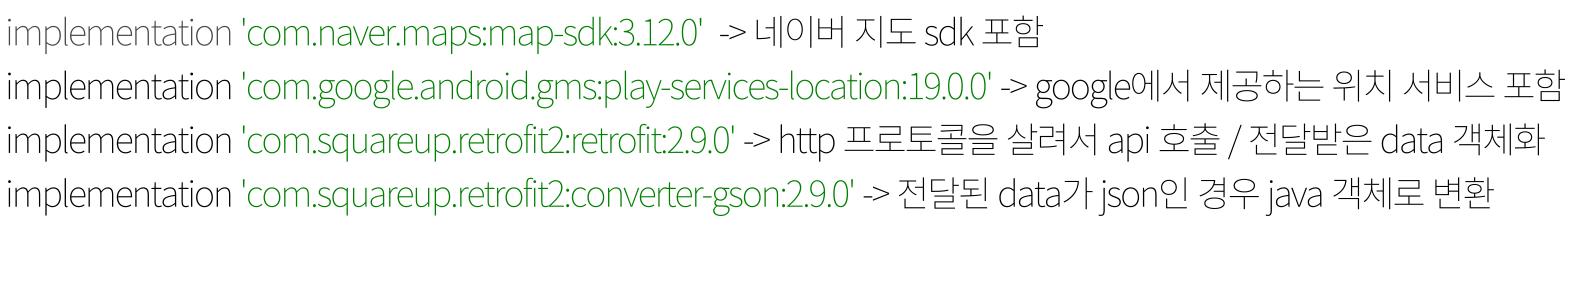 implementation 'com.naver.maps:map-sdk:3.12.0' -> 네이버 지도 sdk 포함
implementation 'com.google.android.gms:play-services-location:19.0.0' -> google에서 제공하는 위치 서비스 포함
implementation 'com.squareup.retrofit2:retrofit:2.9.0' -> http 프로토콜을 살려서 api 호출 / 전달받은 data 객체화
implementation 'com.squareup.retrofit2:converter-gson:2.9.0' -> 전달된 data가 json인 경우 java 객체로 변환